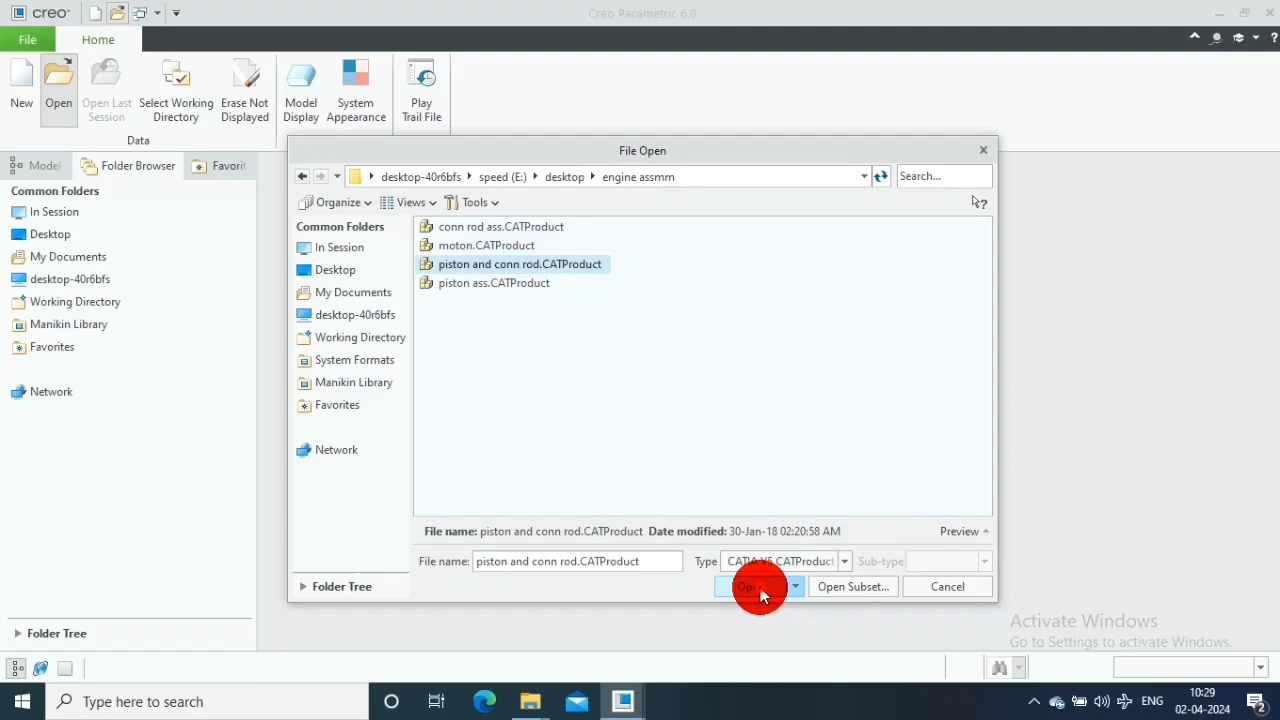 creo
Creo Parametric 6.0
File
Home
New
Open
Open Last
Session
Select Working
Directory
Erase Not
Displayed
Model
Display
System
Appearance
Play
Trail File
Data
Model
Folder Browser
Favorit
Common Folders
In Session
Desktop
My Documents
desktop-40r6bfs
Working Directory
Manikin Library
Favorites
Network
Folder Tree
File Open
desktop-40r6bfs
speed (E:)
desktop
engine assmm
Search...
Organize
Views
Tools
Common Folders
In Session
Desktop
My Documents
desktop-40r6bfs
Working Directory
System Formats
Manikin Library
Favorites
Network
Folder Tree
conn rod ass.CATProduct
moton.CATProduct
piston and conn rod.CATProduct
piston ass.CATProduct
File name: piston and conn rod.CATProduct Date modified: 30-Jan-18 02:20:58 AM
Preview
File name: piston and conn rod.CATProduct
Type CATIA V5 CATProduct
Sub-type
Open
Open Subset...
Cancel
Activate Windows
Go to Settings to activate Windows.
Type here to search
ENG
10:29
02-04-2024
2